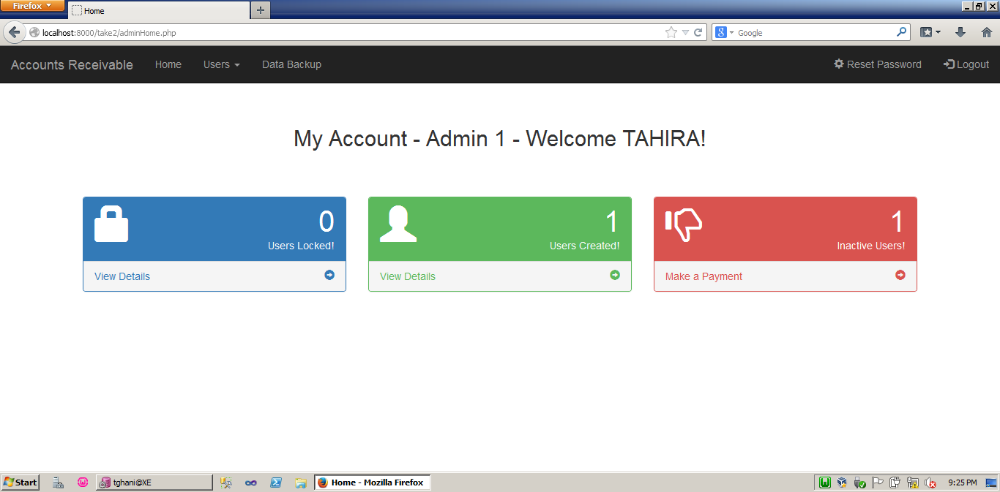 Firefox
Home
localhost:8000/take2/adminHome.php
Google
Accounts Receivable Home Users Data Backup Reset Password Logout
My Account - Admin 1 - Welcome TAHIRA!
0
Users Locked!
View Details
1
Users Created!
View Details
1
Inactive Users!
Make a Payment
Start
tghani@XE
Home - Mozilla Firefox
9:25 PM